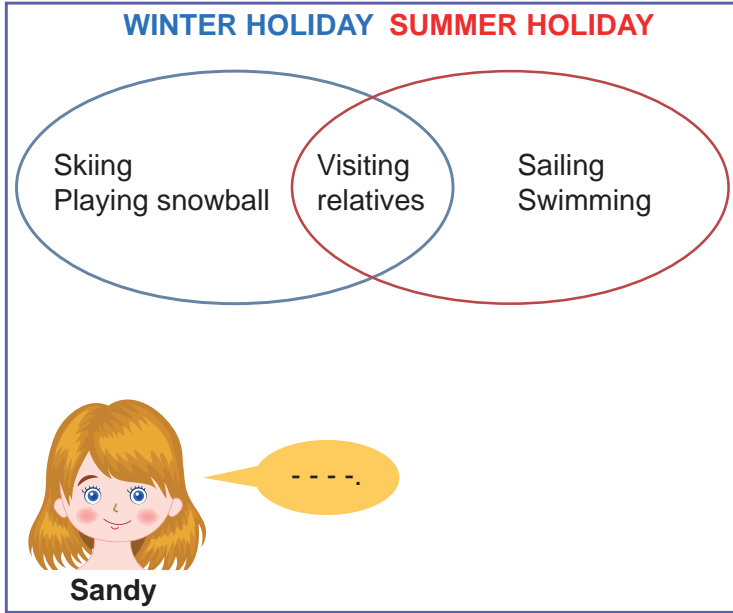 WINTER HOLIDAY SUMMER HOLIDAY
Skiing
Playing snowball
Visiting
relatives
Sailing
Swimming
- - - -.
Sandy